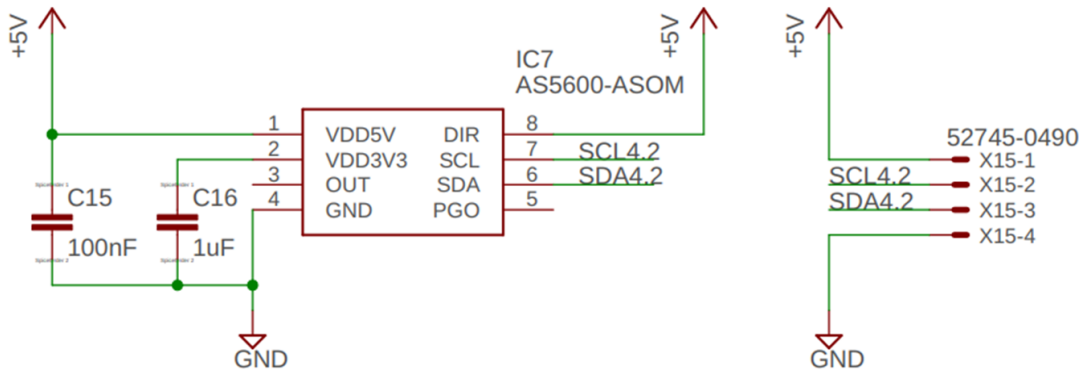 +5V
+5V
+5V
IC7
AS5600-ASOM
1
VDD5V
DIR
8
2
VDD3V3
SCL
7
SCL4.2
3
OUT
SDA
6
SDA4.2
4
GND
PGO
5
C15
100nF
C16
1uF
GND
52745-0490
X15-1
SCL4.2
X15-2
SDA4.2
X15-3
X15-4
GND